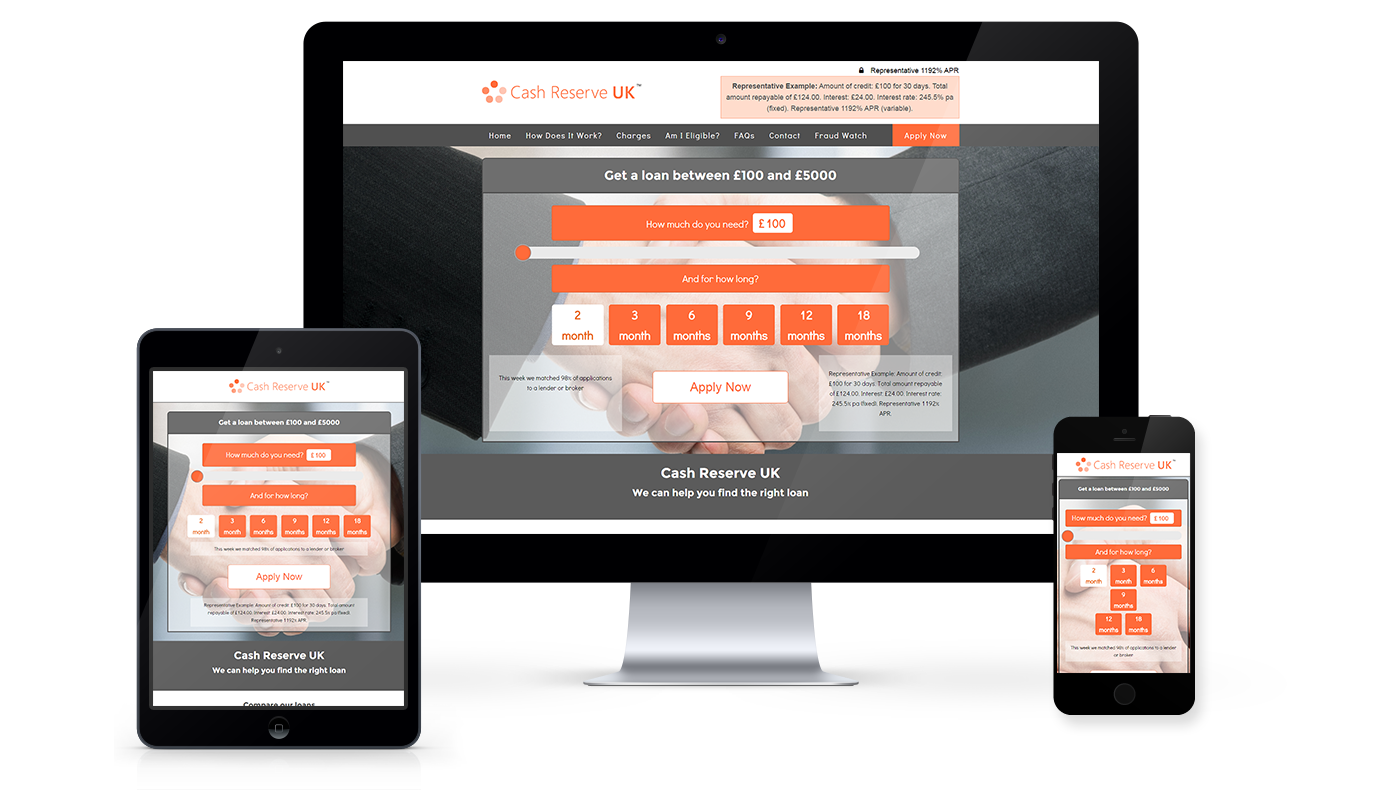 Representative 1192% APR
Cash Reserve UK™
Representative Example: Amount of credit: £100 for 30 days. Total
amount repayable of £124.00. Interest: £24.00. Interest rate: 245.5% pa
(fixed). Representative 1192% APR (variable).
Home How Does It Work? Charges Am I Eligible? FAQs Contact Fraud Watch Apply Now
Get a loan between £100 and £5000
How much do you need? £100
And for how long?
2 3 6 9 12 18
month month months months months months
This week we matched 98% of applications
to a lender or broker
Apply Now
Representative Example: Amount of credit:
£100 for 30 days. Total amount repayable
of £124.00. Interest: £24.00. Interest rate:
245.5% pa (fixed). Representative 1192%
APR.
Cash Reserve UK
We can help you find the right loan
Cash Reserve UK™
Get a loan between £100 and £5000
How much do you need? £100
And for how long?
2 3 6 9 12 18
month month months months months months
This week we matched 98% of applications to a lender or broker
Apply Now
Representative Example: Amount of credit: £100 for 30 days. Total amount
repayable of £124.00. Interest: £24.00. Interest rate: 245.5% pa (fixed).
Representative 1192% APR.
Cash Reserve UK
We can help you find the right loan
Compare our loans
Cash Reserve UK™
Get a loan between £100 and £5000
How much do you need? £100
And for how long?
2 3 6
month month months
9
months
12 18
months months
This week we matched 98% of applications to a lender
or broker